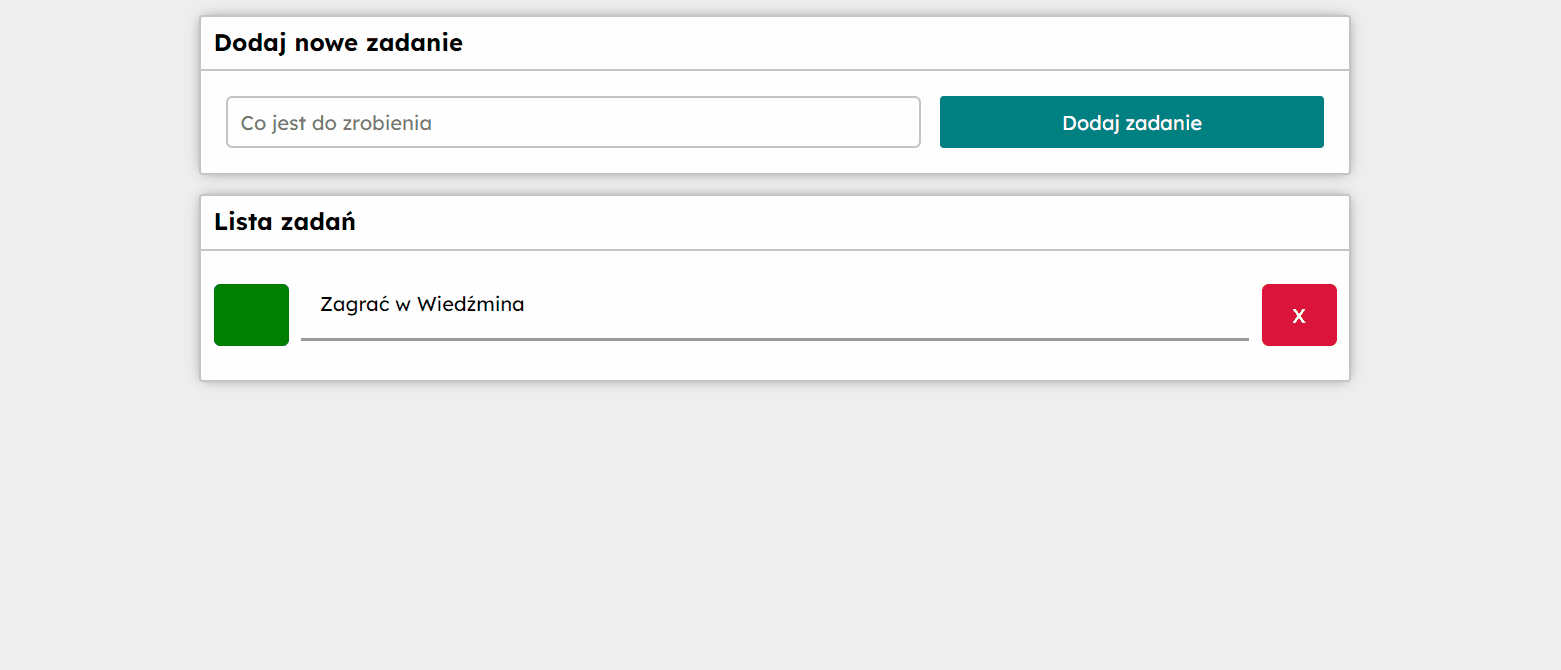 Dodaj nowe zadanie
Co jest do zrobienia
Dodaj zadanie
Lista zadań
Zagrać w Wiedźmina
X